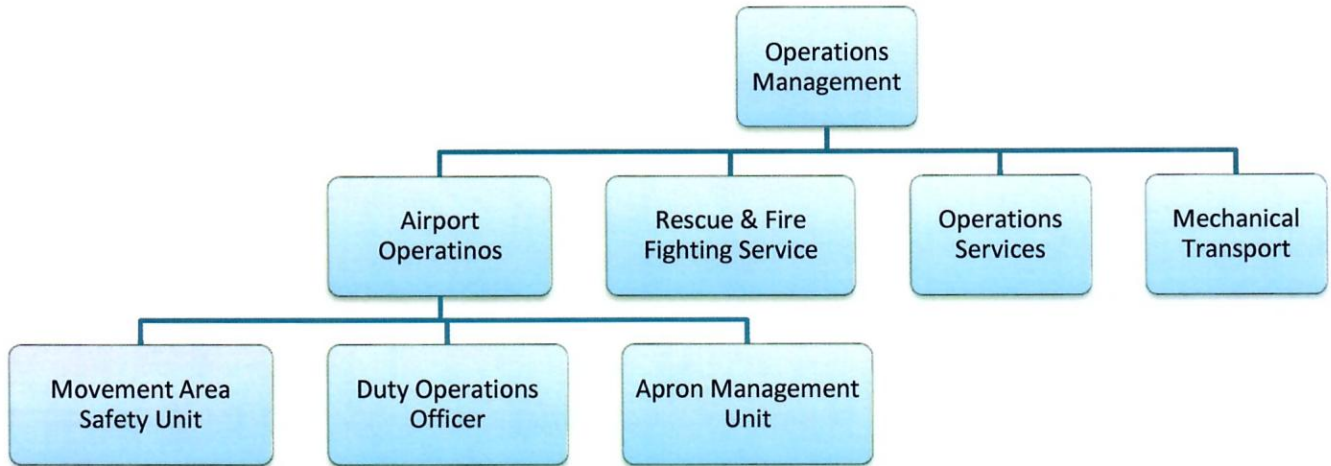 Operations
Management
Airport
Operatinos
Rescue & Fire
Fighting Service
Operations
Services
Mechanical
Transport
Movement Area
Safety Unit
Duty Operations
Officer
Apron Management
Unit